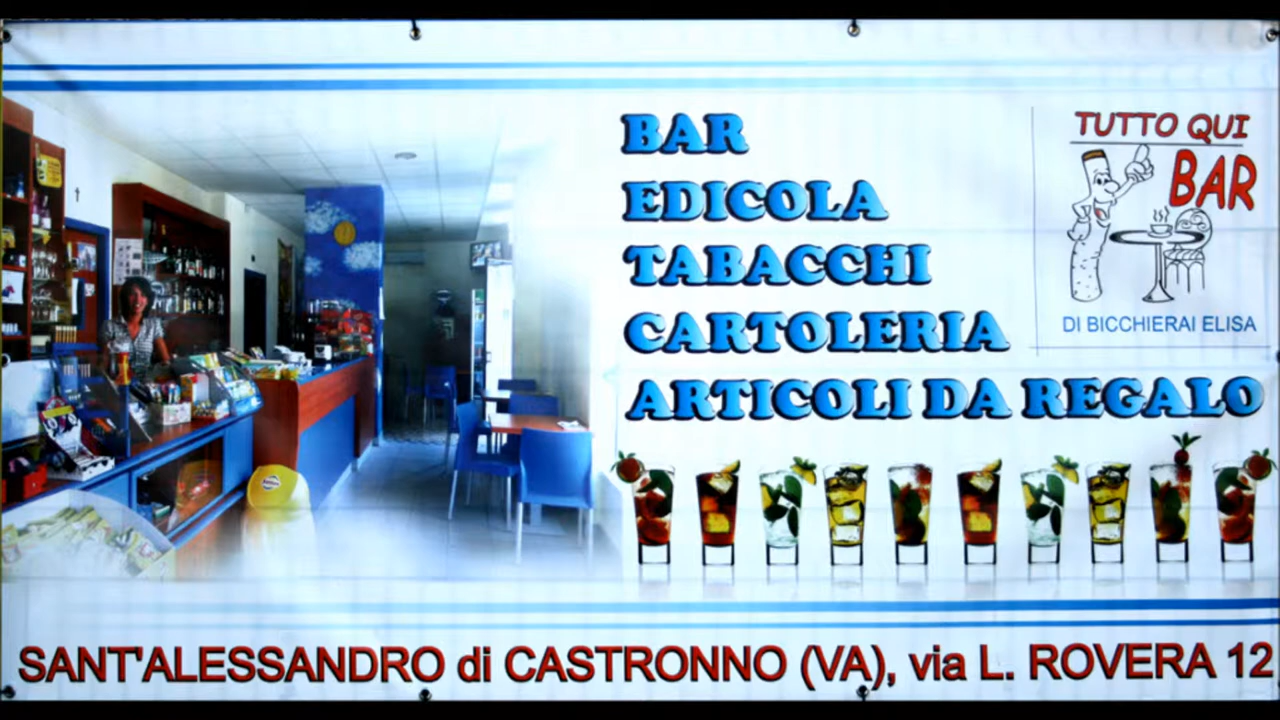 BAR
EDICOLA
TABACCHI
CARTOLERIA
ARTICOLI DA REGALO
TUTTO QUI
BAR
DI BICCHIERAI ELISA
SANT'ALESSANDRO di CASTRONNO (VA), via L. ROVERA 12